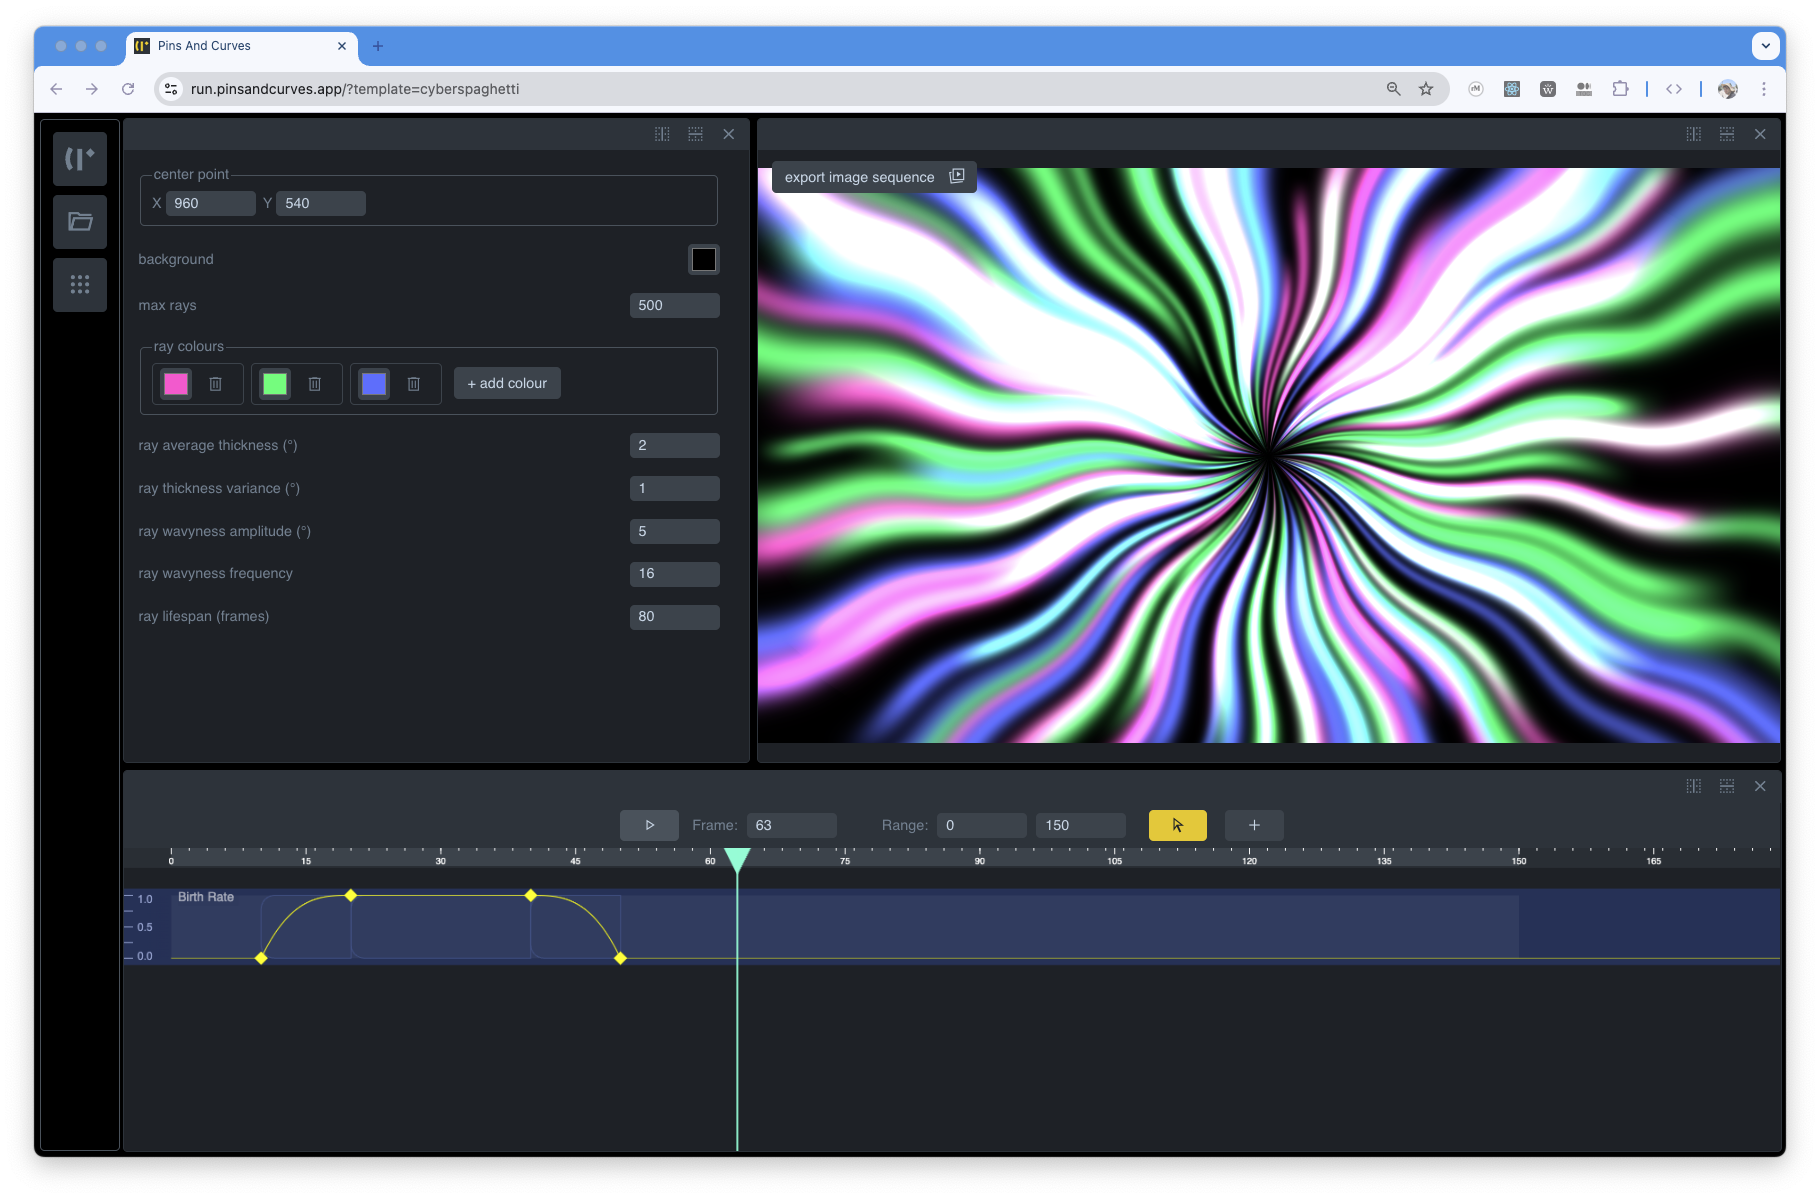 Pins And Curves
run.pinsandcurves.app/?template=cyberspaghetti
center point
X 960 Y 540
background
max rays 500
ray colours
+ add colour
ray average thickness (°) 2
ray thickness variance (°) 1
ray wavyness amplitude (°) 5
ray wavyness frequency 16
ray lifespan (frames) 80
export image sequence
Frame: 63 Range: 0 150
0 15 30 45 60 75 90 105 120 135 150 165
Birth Rate
1.0
0.5
0.0